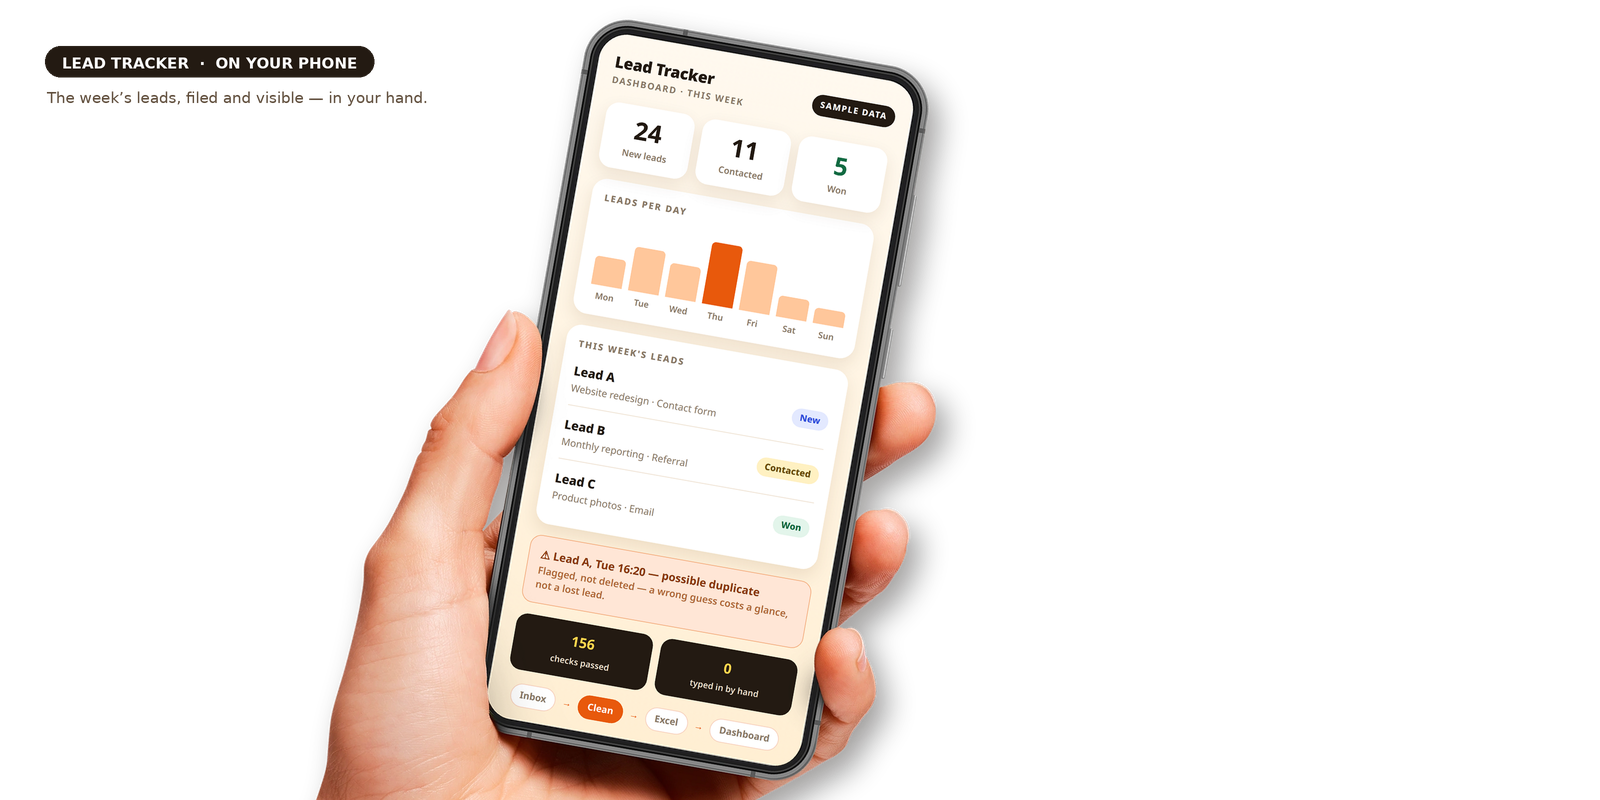 LEAD TRACKER · ON YOUR PHONE
The week’s leads, filed and visible — in your hand.
Lead Tracker
DASHBOARD · THIS WEEK
SAMPLE DATA
24
New leads
11
Contacted
5
Won
LEADS PER DAY
Mon Tue Wed Thu Fri Sat Sun
THIS WEEK'S LEADS
Lead A
Website redesign · Contact form
New
Lead B
Monthly reporting · Referral
Contacted
Lead C
Product photos · Email
Won
⚠ Lead A, Tue 16:20 — possible duplicate
Flagged, not deleted — a wrong guess costs a glance,
not a lost lead.
156
checks passed
0
typed in by hand
Inbox → Clean → Excel → Dashboard